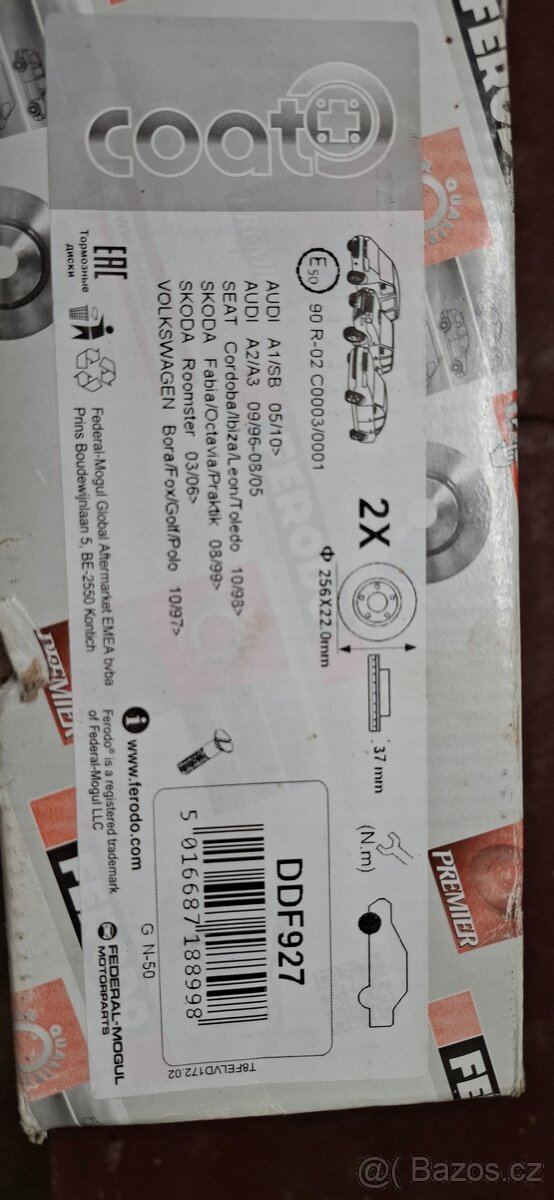 FERODO
coat
E50 90 R-02 C0003/0001
AUDI A1/SB 05/10>
AUDI A2/A3 09/96-08/05
SEAT Cordoba/Ibiza/Leon/Toledo 10/98>
SKODA Fabia/Octavia/Praktik 08/99>
SKODA Roomster 03/06>
VOLKSWAGEN Bora/Fox/Golf/Polo 10/97>
2X
Φ 256X22.0mm
37 mm
(N.m)
EAC
Тормозные
диски
Federal-Mogul Global Aftermarket EMEA bvba
Prins Boudewijnlaan 5, BE-2550 Kontich
i www.ferodo.com
Ferodo® is a registered trademark
of Federal-Mogul LLC
FEDERAL-MOGUL
MOTORPARTS
DDF927
5 016687 188998
G N-50
T8FELVD172.02
PREMIER
PREMIER
@( Bazos.cz